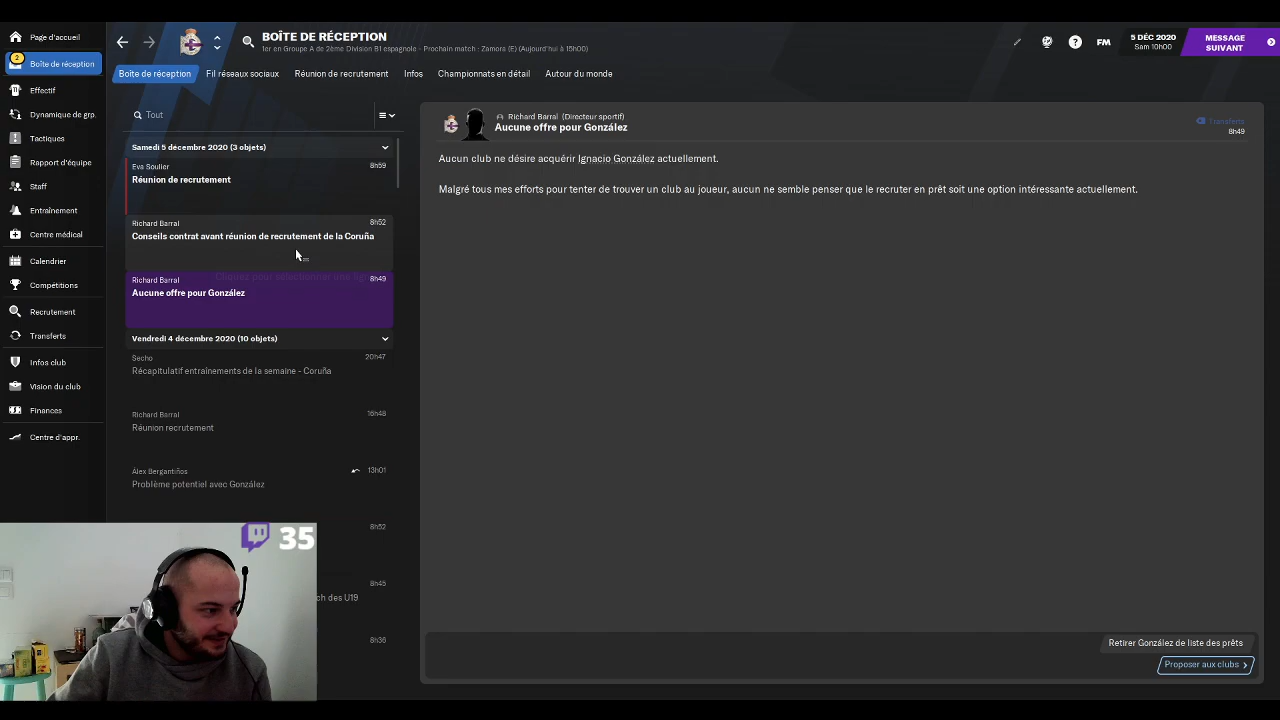 Page d'accueil
2
Boîte de réception
Effectif
Dynamique de grp.
Tactiques
Rapport d'équipe
Staff
Entraînement
Centre médical
Calendrier
Compétitions
Recrutement
Transferts
Infos club
Vision du club
Finances
Centre d'appr.
BOÎTE DE RÉCEPTION
1er en Groupe A de 2ème Division B1 espagnole - Prochain match : Zamora (E) (Aujourd'hui à 15h00)
?
FM
5 DÉC 2020
Sam 10h00
MESSAGE
SUIVANT
Boîte de réception
Fil réseaux sociaux
Réunion de recrutement
Infos
Championnats en détail
Autour du monde
Tout
Samedi 5 décembre 2020 (3 objets)
Eva Soulier 8h59
Réunion de recrutement
Richard Barral 8h52
Conseils contrat avant réunion de recrutement de la Coruña
Cliquez pour sélectionner une lig
Richard Barral 8h49
Aucune offre pour González
Vendredi 4 décembre 2020 (10 objets)
Secho 20h47
Récapitulatif entraînements de la semaine - Coruña
Richard Barral 16h48
Réunion recrutement
Álex Bergantiños 13h01
Problème potentiel avec González
8h52
8h45
ch des U19
8h36
35
Richard Barral (Directeur sportif)
Aucune offre pour González
Transferts
8h49
Aucun club ne désire acquérir Ignacio González actuellement.
Malgré tous mes efforts pour tenter de trouver un club au joueur, aucun ne semble penser que le recruter en prêt soit une option intéressante actuellement.
Retirer González de liste des prêts
Proposer aux clubs